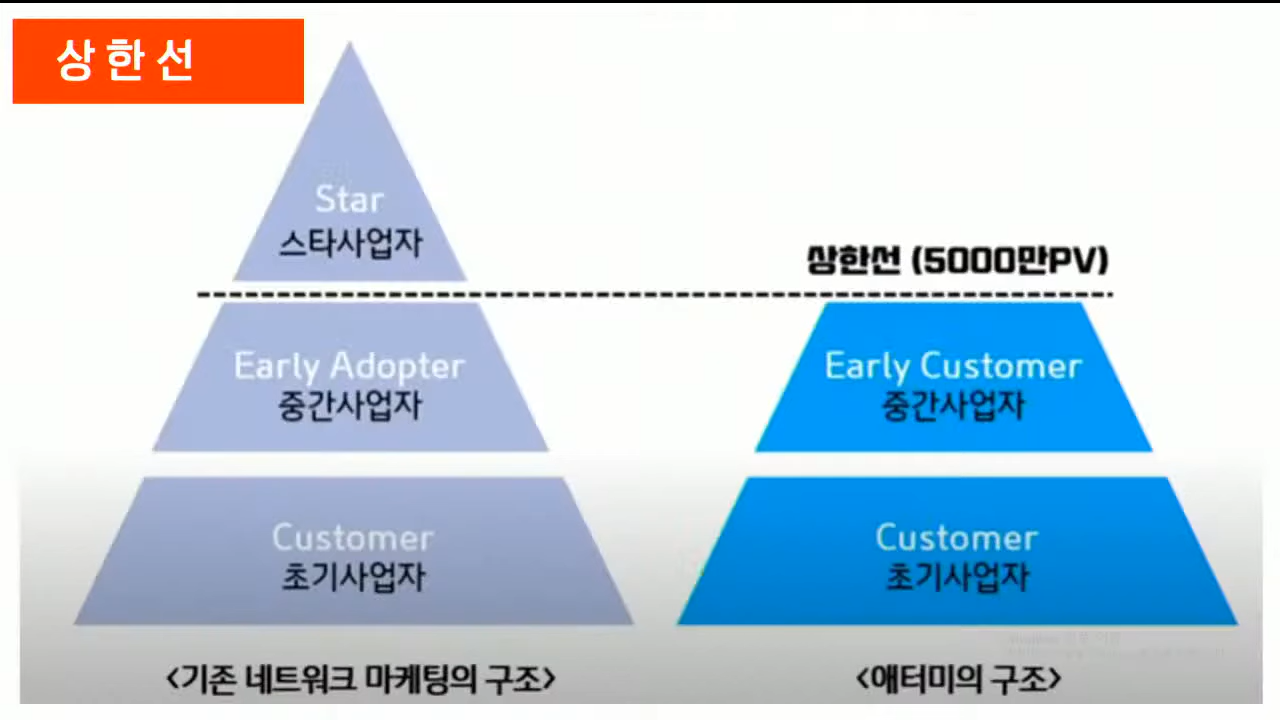 상한선
Star
스타사업자
상한선 (5000만PV)
Early Adopter
중간사업자
Early Customer
중간사업자
Customer
초기사업자
Customer
초기사업자
<기존 네트워크 마케팅의 구조>
<애터미의 구조>